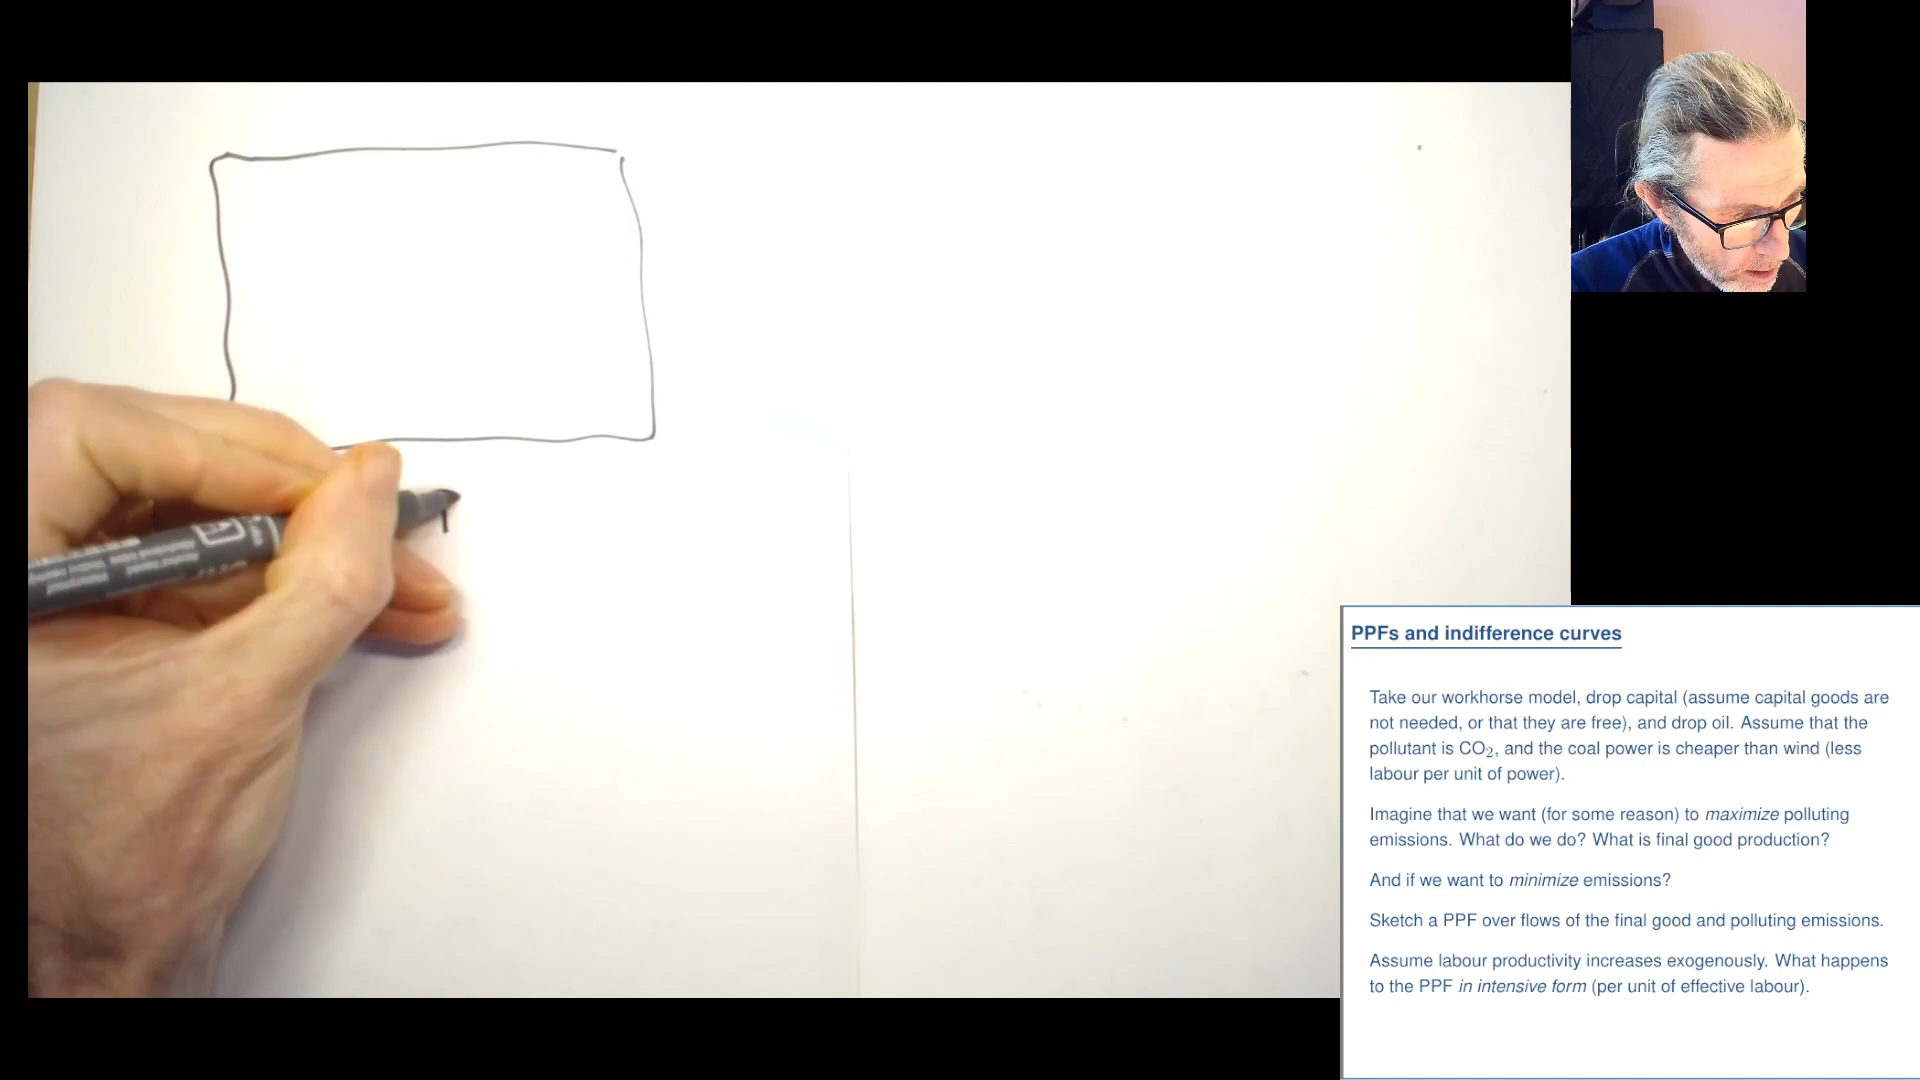 PPFs and indifference curves
Take our workhorse model, drop capital (assume capital goods are
not needed, or that they are free), and drop oil. Assume that the
pollutant is CO₂, and the coal power is cheaper than wind (less
labour per unit of power).
Imagine that we want (for some reason) to maximize polluting
emissions. What do we do? What is final good production?
And if we want to minimize emissions?
Sketch a PPF over flows of the final good and polluting emissions.
Assume labour productivity increases exogenously. What happens
to the PPF in intensive form (per unit of effective labour).